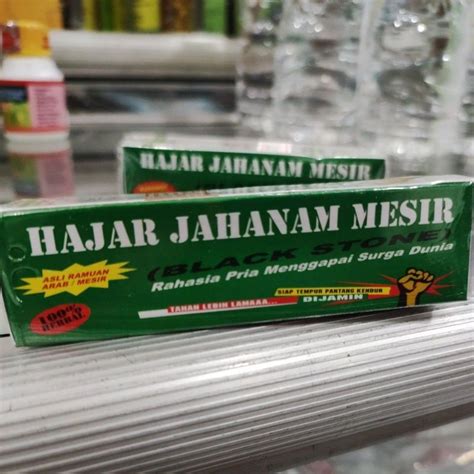 HAJAR JAHANAM MESIR
HAJAR JAHANAM MESIR
(BLACK STONE)
Rahasia Pria Menggapai Surga Dunia
ASLI RAMUAN
ARAB / MESIR
100%
HERBAL
TAHAN LEBIH LAMAAA...
SIAP TEMPUR PANTANG KENDUR
DIJAMIN